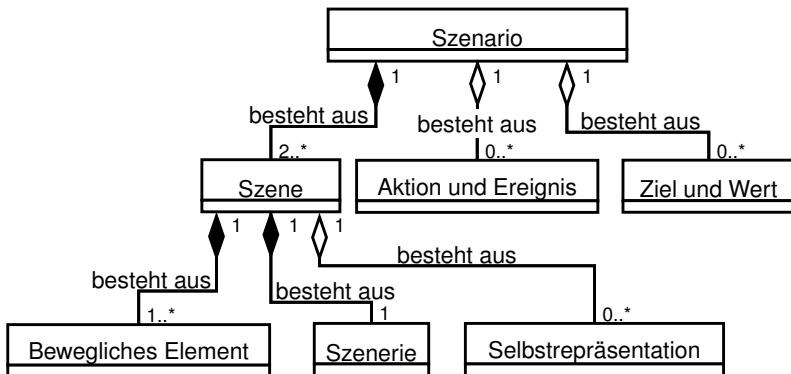 Szenario
1 1 1
besteht aus besteht aus besteht aus
2..* 0..* 0..*
Szene Aktion und Ereignis Ziel und Wert
1 1 1
besteht aus besteht aus besteht aus
1..* 1 0..*
Bewegliches Element Szenerie Selbstrepräsentation